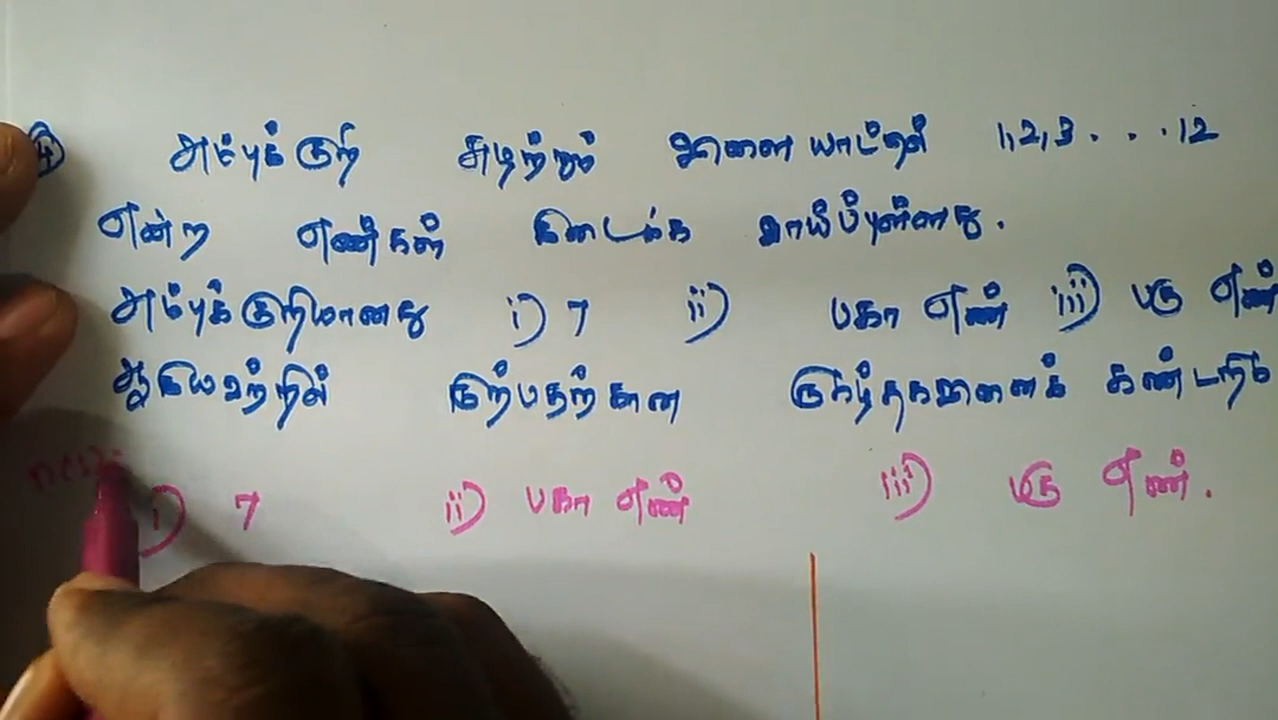 ④ அம்புக்குறி சுழற்றும் விளையாட்டில் 1,2,3 . . . . 12
என்ற எண்கள் கிடைக்க வாய்ப்புள்ளது.
அம்புக்குறியானது i) 7 ii) பகா எண் iii) பகு எண்
ஆகியவற்றில் நிற்பதற்கான நிகழ்தகவினைக் கண்டறிக
i) 7 ii) பகா எண் iii) பகு எண்.